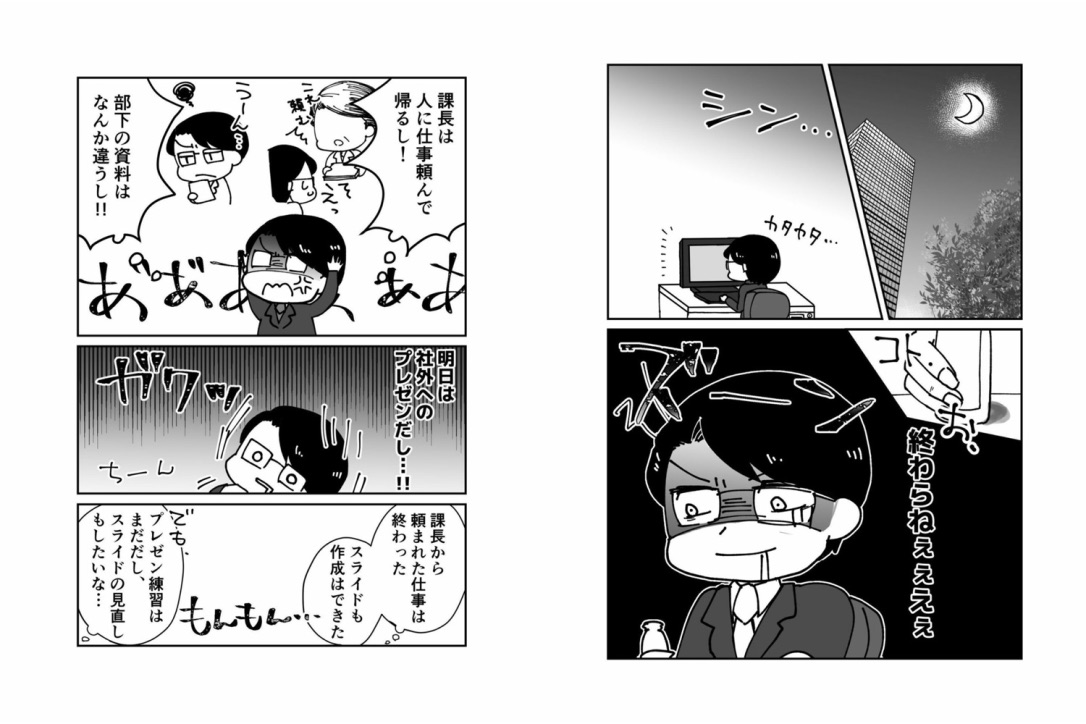 シン…
カタカタ…
コ
お、
ズ
終わらねぇぇぇぇ
課長は
人に仕事頼んで
帰るし！
これ
頼む
そ
えっ
うーん…
部下の資料は
なんか違うし!!
あ゛あ゛あ゛あ゛あ
明日は
社外への
プレゼンだし…!!
ガクッ
ちーん
課長から
頼まれた仕事は
終わった
スライドも
作成はできた
もんもん…
でも、
プレゼン練習は
まだだし、
スライドの見直し
もしたいな…